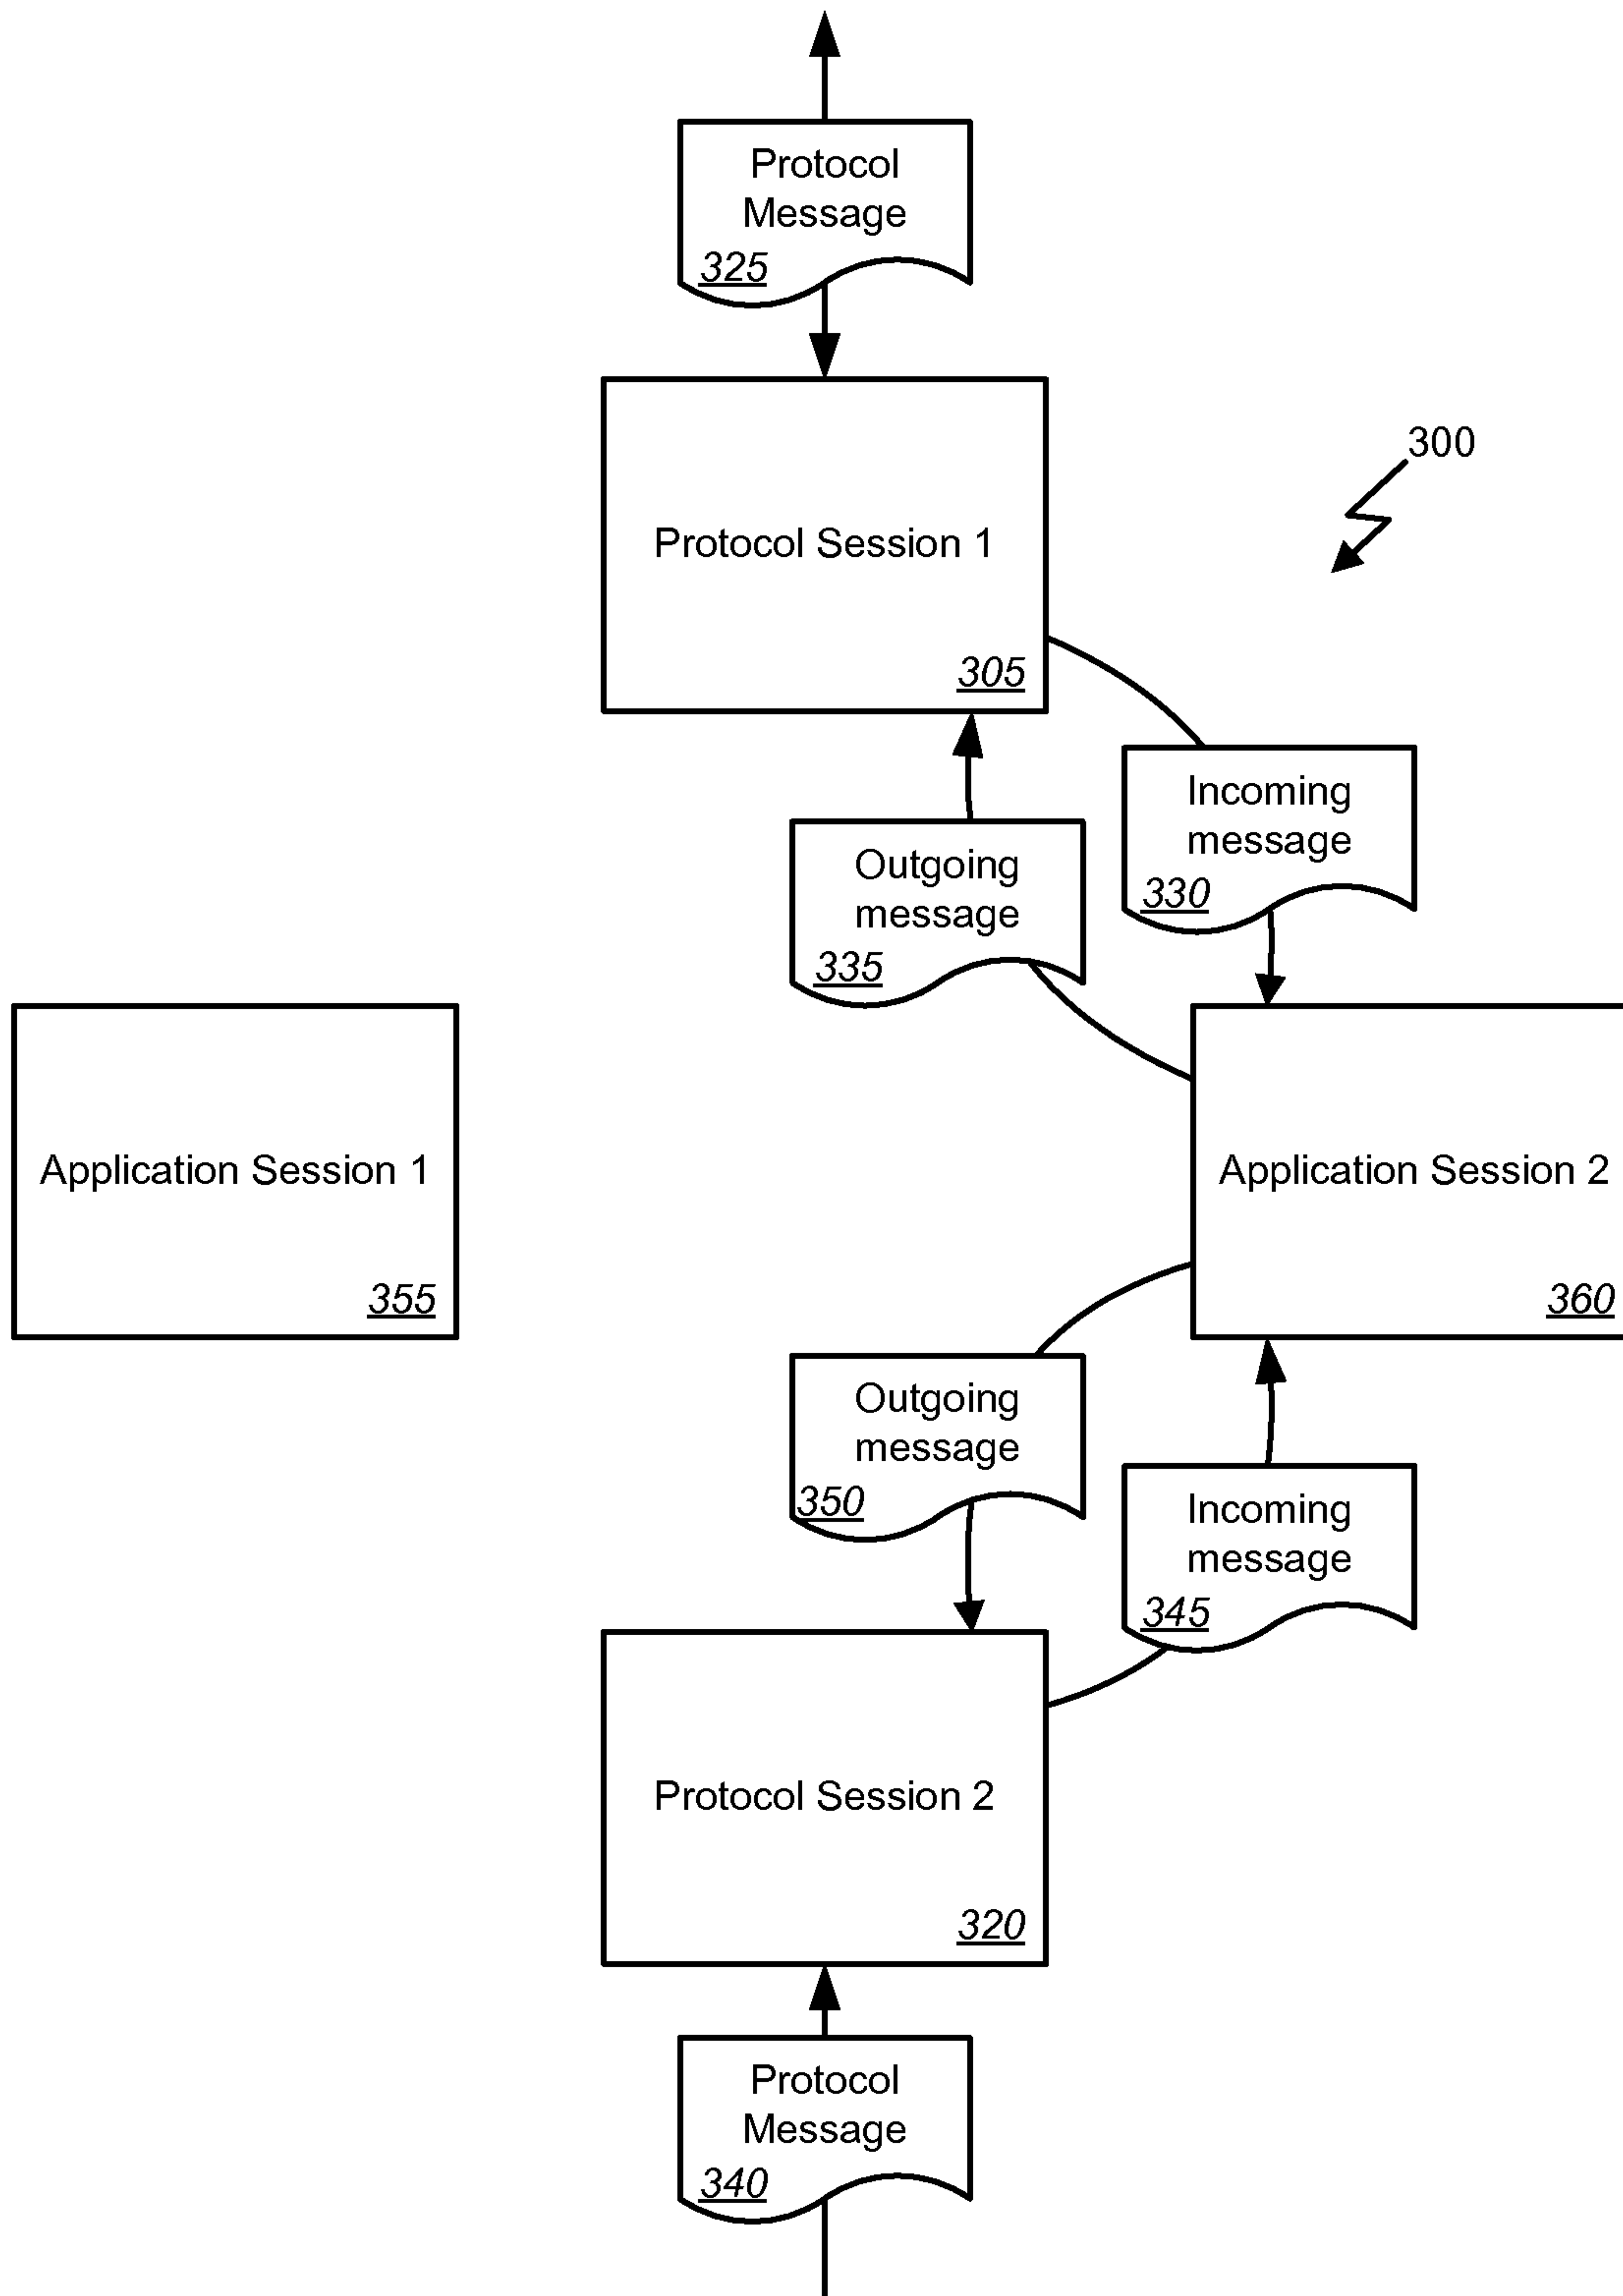 Protocol
Message
325
300
Protocol Session 1
305
Incoming
message
330
Outgoing
message
335
Application Session 1
355
Application Session 2
360
Outgoing
message
350
Incoming
message
345
Protocol Session 2
320
Protocol
Message
340